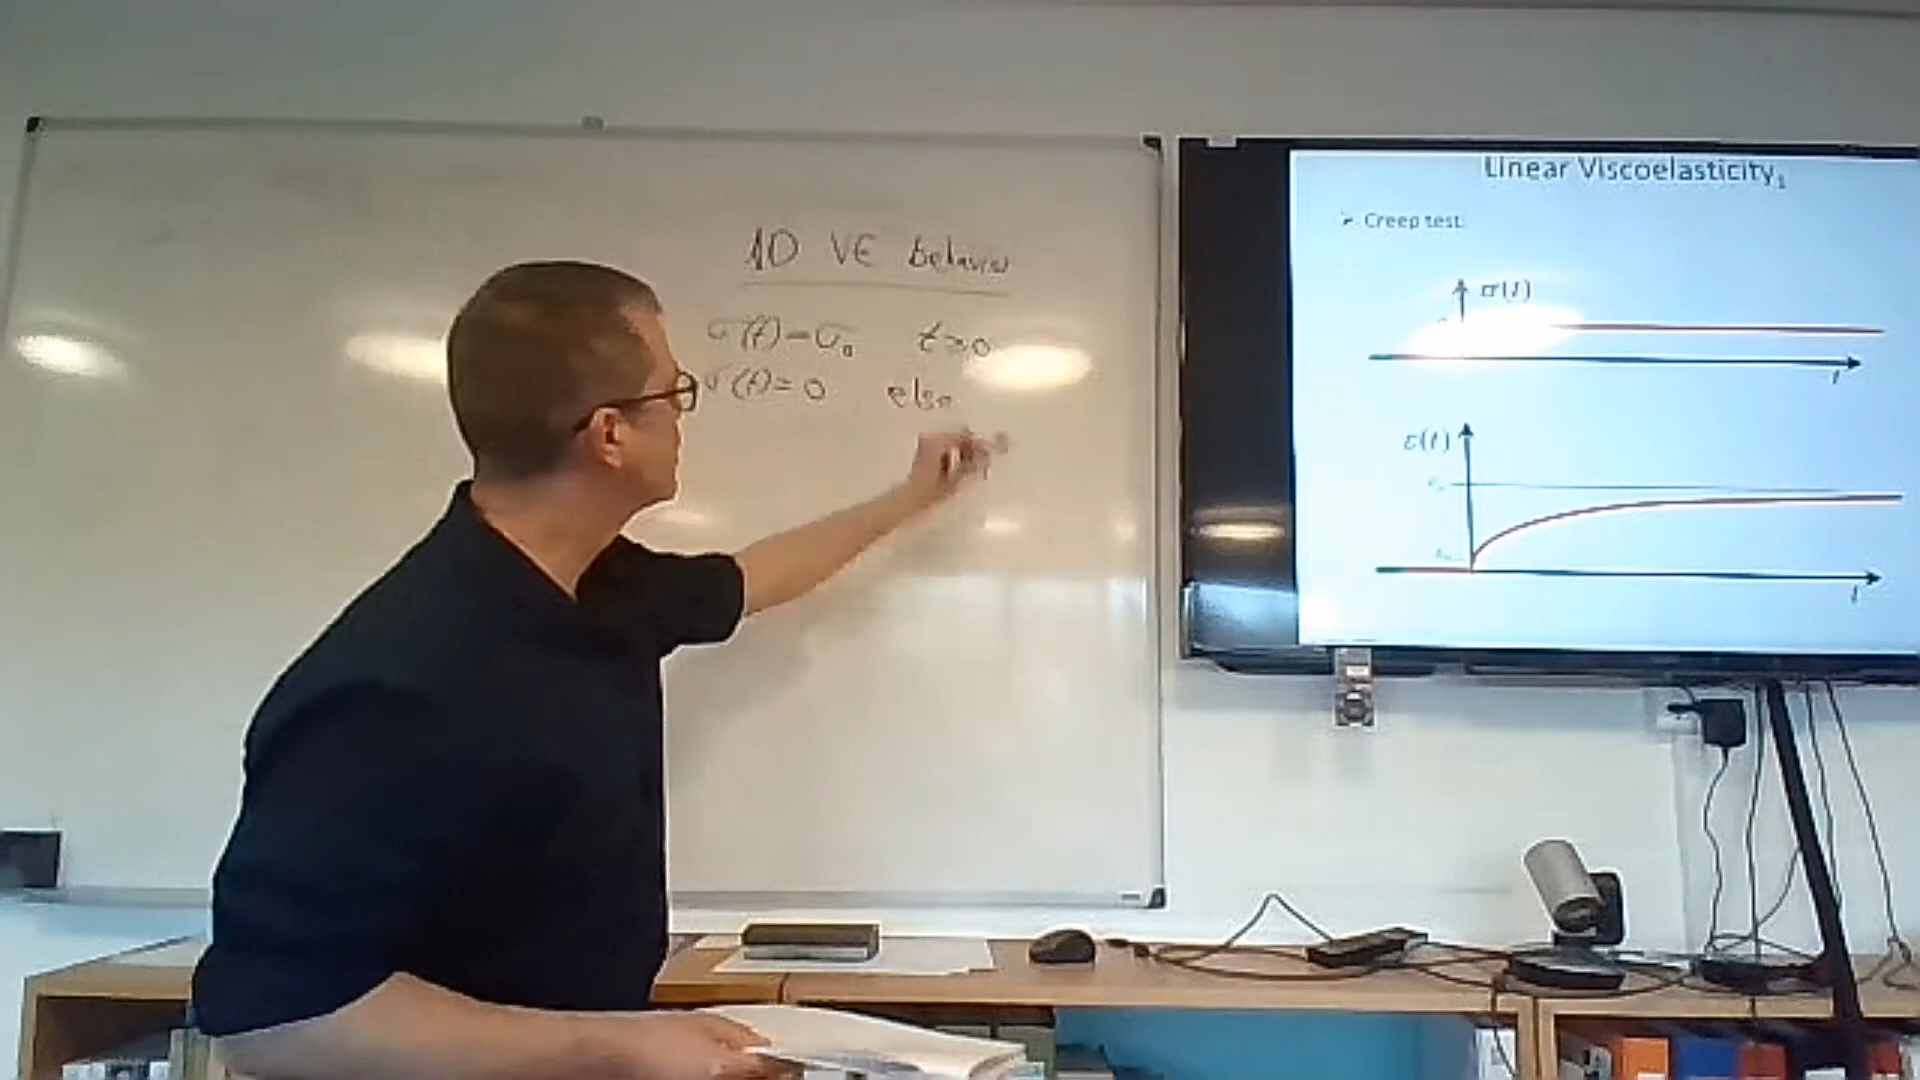 1D VE Behavior
σ(t) = σ₀ t>0
σ(t) = 0 else
Linear Viscoelasticity₁
➤ Creep test
σ(t)
t
ε(t)
t